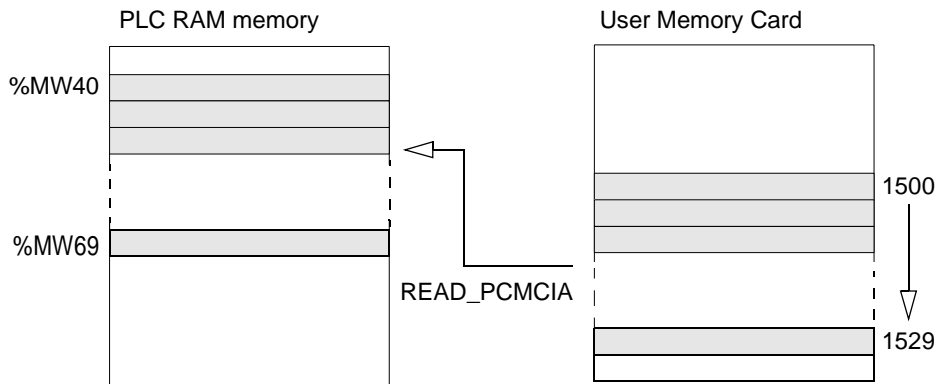 PLC RAM memory
User Memory Card
%MW40
1500
%MW69
READ_PCMCIA
1529